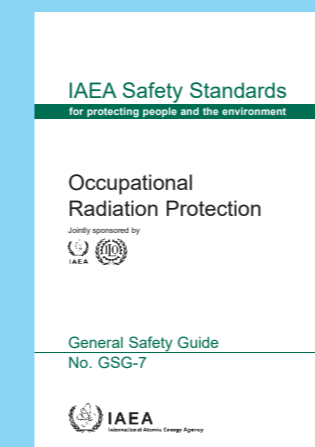 IAEA Safety Standards
for protecting people and the environment
Occupational
Radiation Protection
Jointly sponsored by
IAEA
ILO
General Safety Guide
No. GSG-7
IAEA
International Atomic Energy Agency